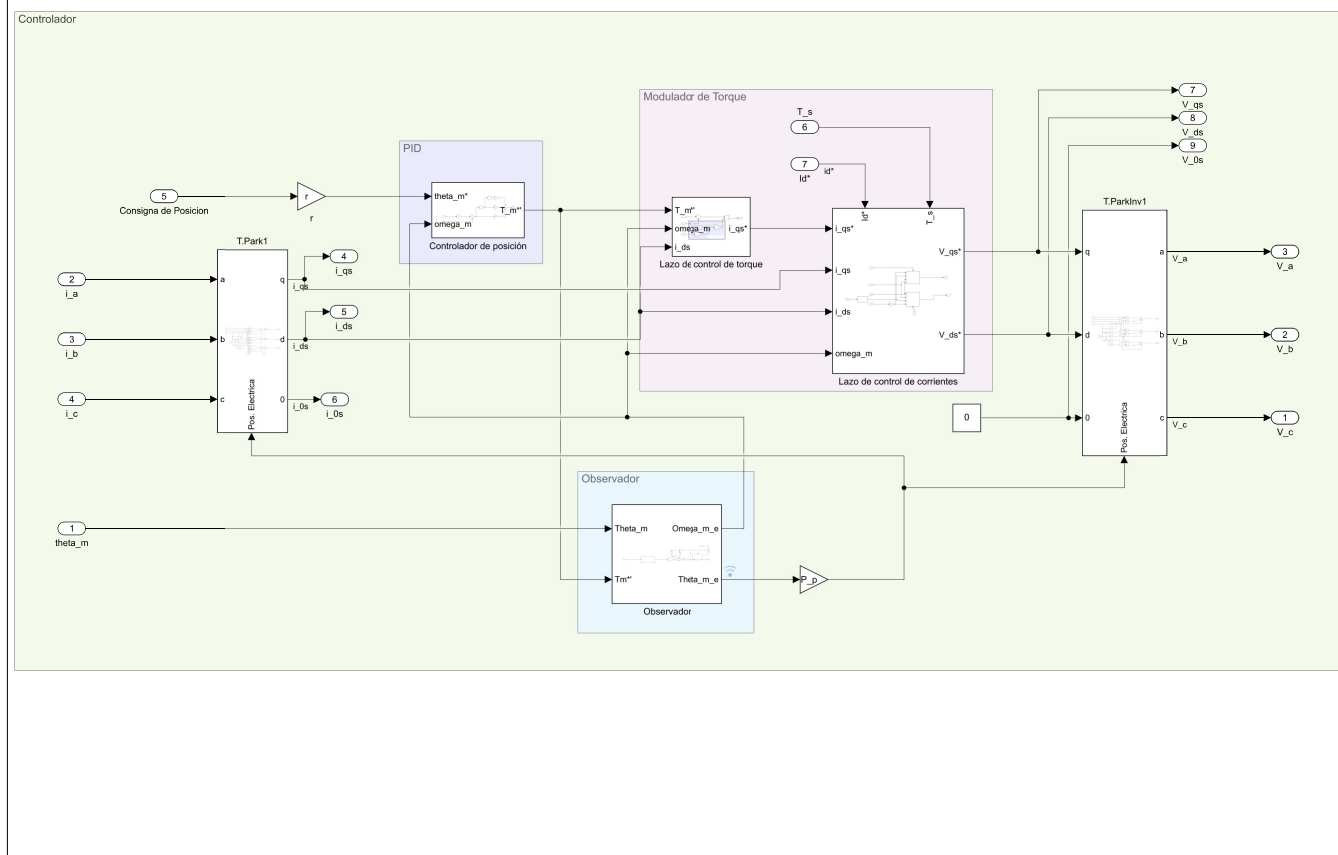 Controlador
Modulador de Torque
PID
T_s
6
7
id*
Id*
7
V_qs
8
V_ds
9
V_0s
5
Consigna de Posicion
r
r
theta_m*
omega_m
T_m*'
Controlador de posición
T_m*'
omega_m
i_ds
i_qs*
Lazo de control de torque
Id*
T_s
i_qs*
i_qs
i_ds
omega_m
V_qs*
V_ds*
Lazo de control de corrientes
T.ParkInv1
q
d
0
a
b
c
Pos. Electrica
V_a
V_b
V_c
3
V_a
2
V_b
1
V_c
0
T.Park1
a
b
c
q
d
0
Pos. Electrica
i_qs
i_ds
i_0s
4
i_qs
5
i_ds
6
i_0s
2
i_a
3
i_b
4
i_c
Observador
1
theta_m
Theta_m
Tm*'
Omega_m_e
Theta_m_e
Observador
P_p